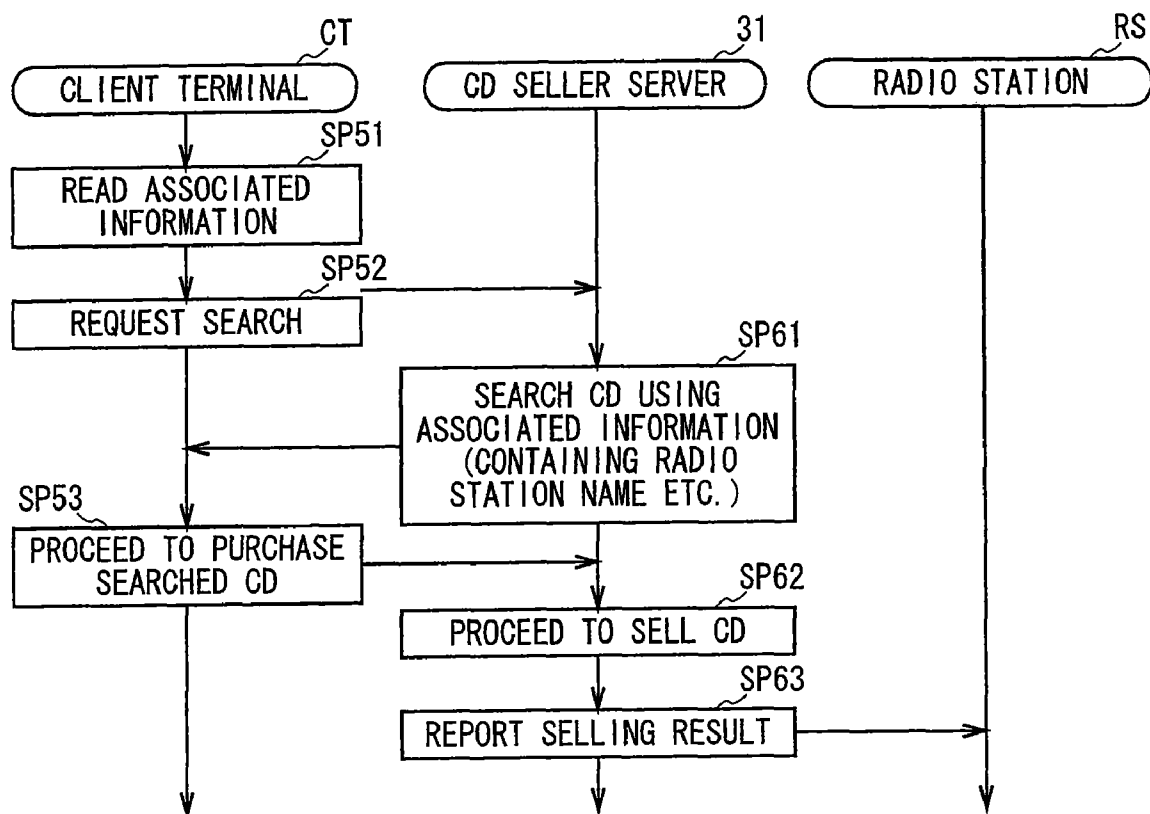 CT
31
RS
CLIENT TERMINAL
CD SELLER SERVER
RADIO STATION
SP51
READ ASSOCIATED
INFORMATION
SP52
REQUEST SEARCH
SP61
SEARCH CD USING
ASSOCIATED INFORMATION
(CONTAINING RADIO
STATION NAME ETC.)
SP53
PROCEED TO PURCHASE
SEARCHED CD
SP62
PROCEED TO SELL CD
SP63
REPORT SELLING RESULT